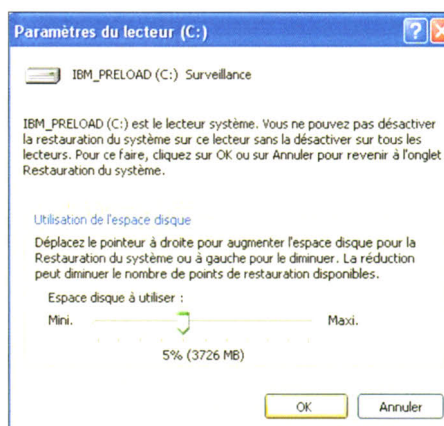 Paramètres du lecteur (C:)
IBM_PRELOAD (C:) Surveillance
IBM_PRELOAD (C:) est le lecteur système. Vous ne pouvez pas désactiver
la restauration du système sur ce lecteur sans la désactiver sur tous les
lecteurs. Pour ce faire, cliquez sur OK ou sur Annuler pour revenir à l'onglet
Restauration du système.
Utilisation de l'espace disque
Déplacez le pointeur à droite pour augmenter l'espace disque pour la
Restauration du système ou à gauche pour le diminuer. La réduction
peut diminuer le nombre de points de restauration disponibles.
Espace disque à utiliser :
Mini. Maxi.
5% (3726 MB)
OK Annuler